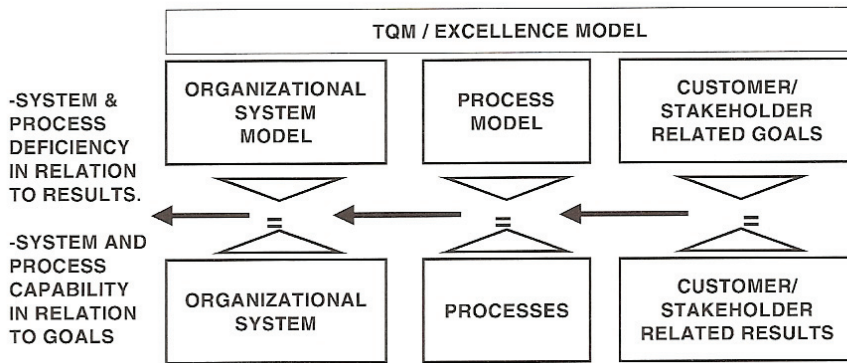 TQM / EXCELLENCE MODEL
-SYSTEM &
PROCESS
DEFICIENCY
IN RELATION
TO RESULTS.
-SYSTEM AND
PROCESS
CAPABILITY
IN RELATION
TO GOALS
ORGANIZATIONAL
SYSTEM
MODEL
PROCESS
MODEL
CUSTOMER/
STAKEHOLDER
RELATED GOALS
=
=
=
ORGANIZATIONAL
SYSTEM
PROCESSES
CUSTOMER/
STAKEHOLDER
RELATED RESULTS